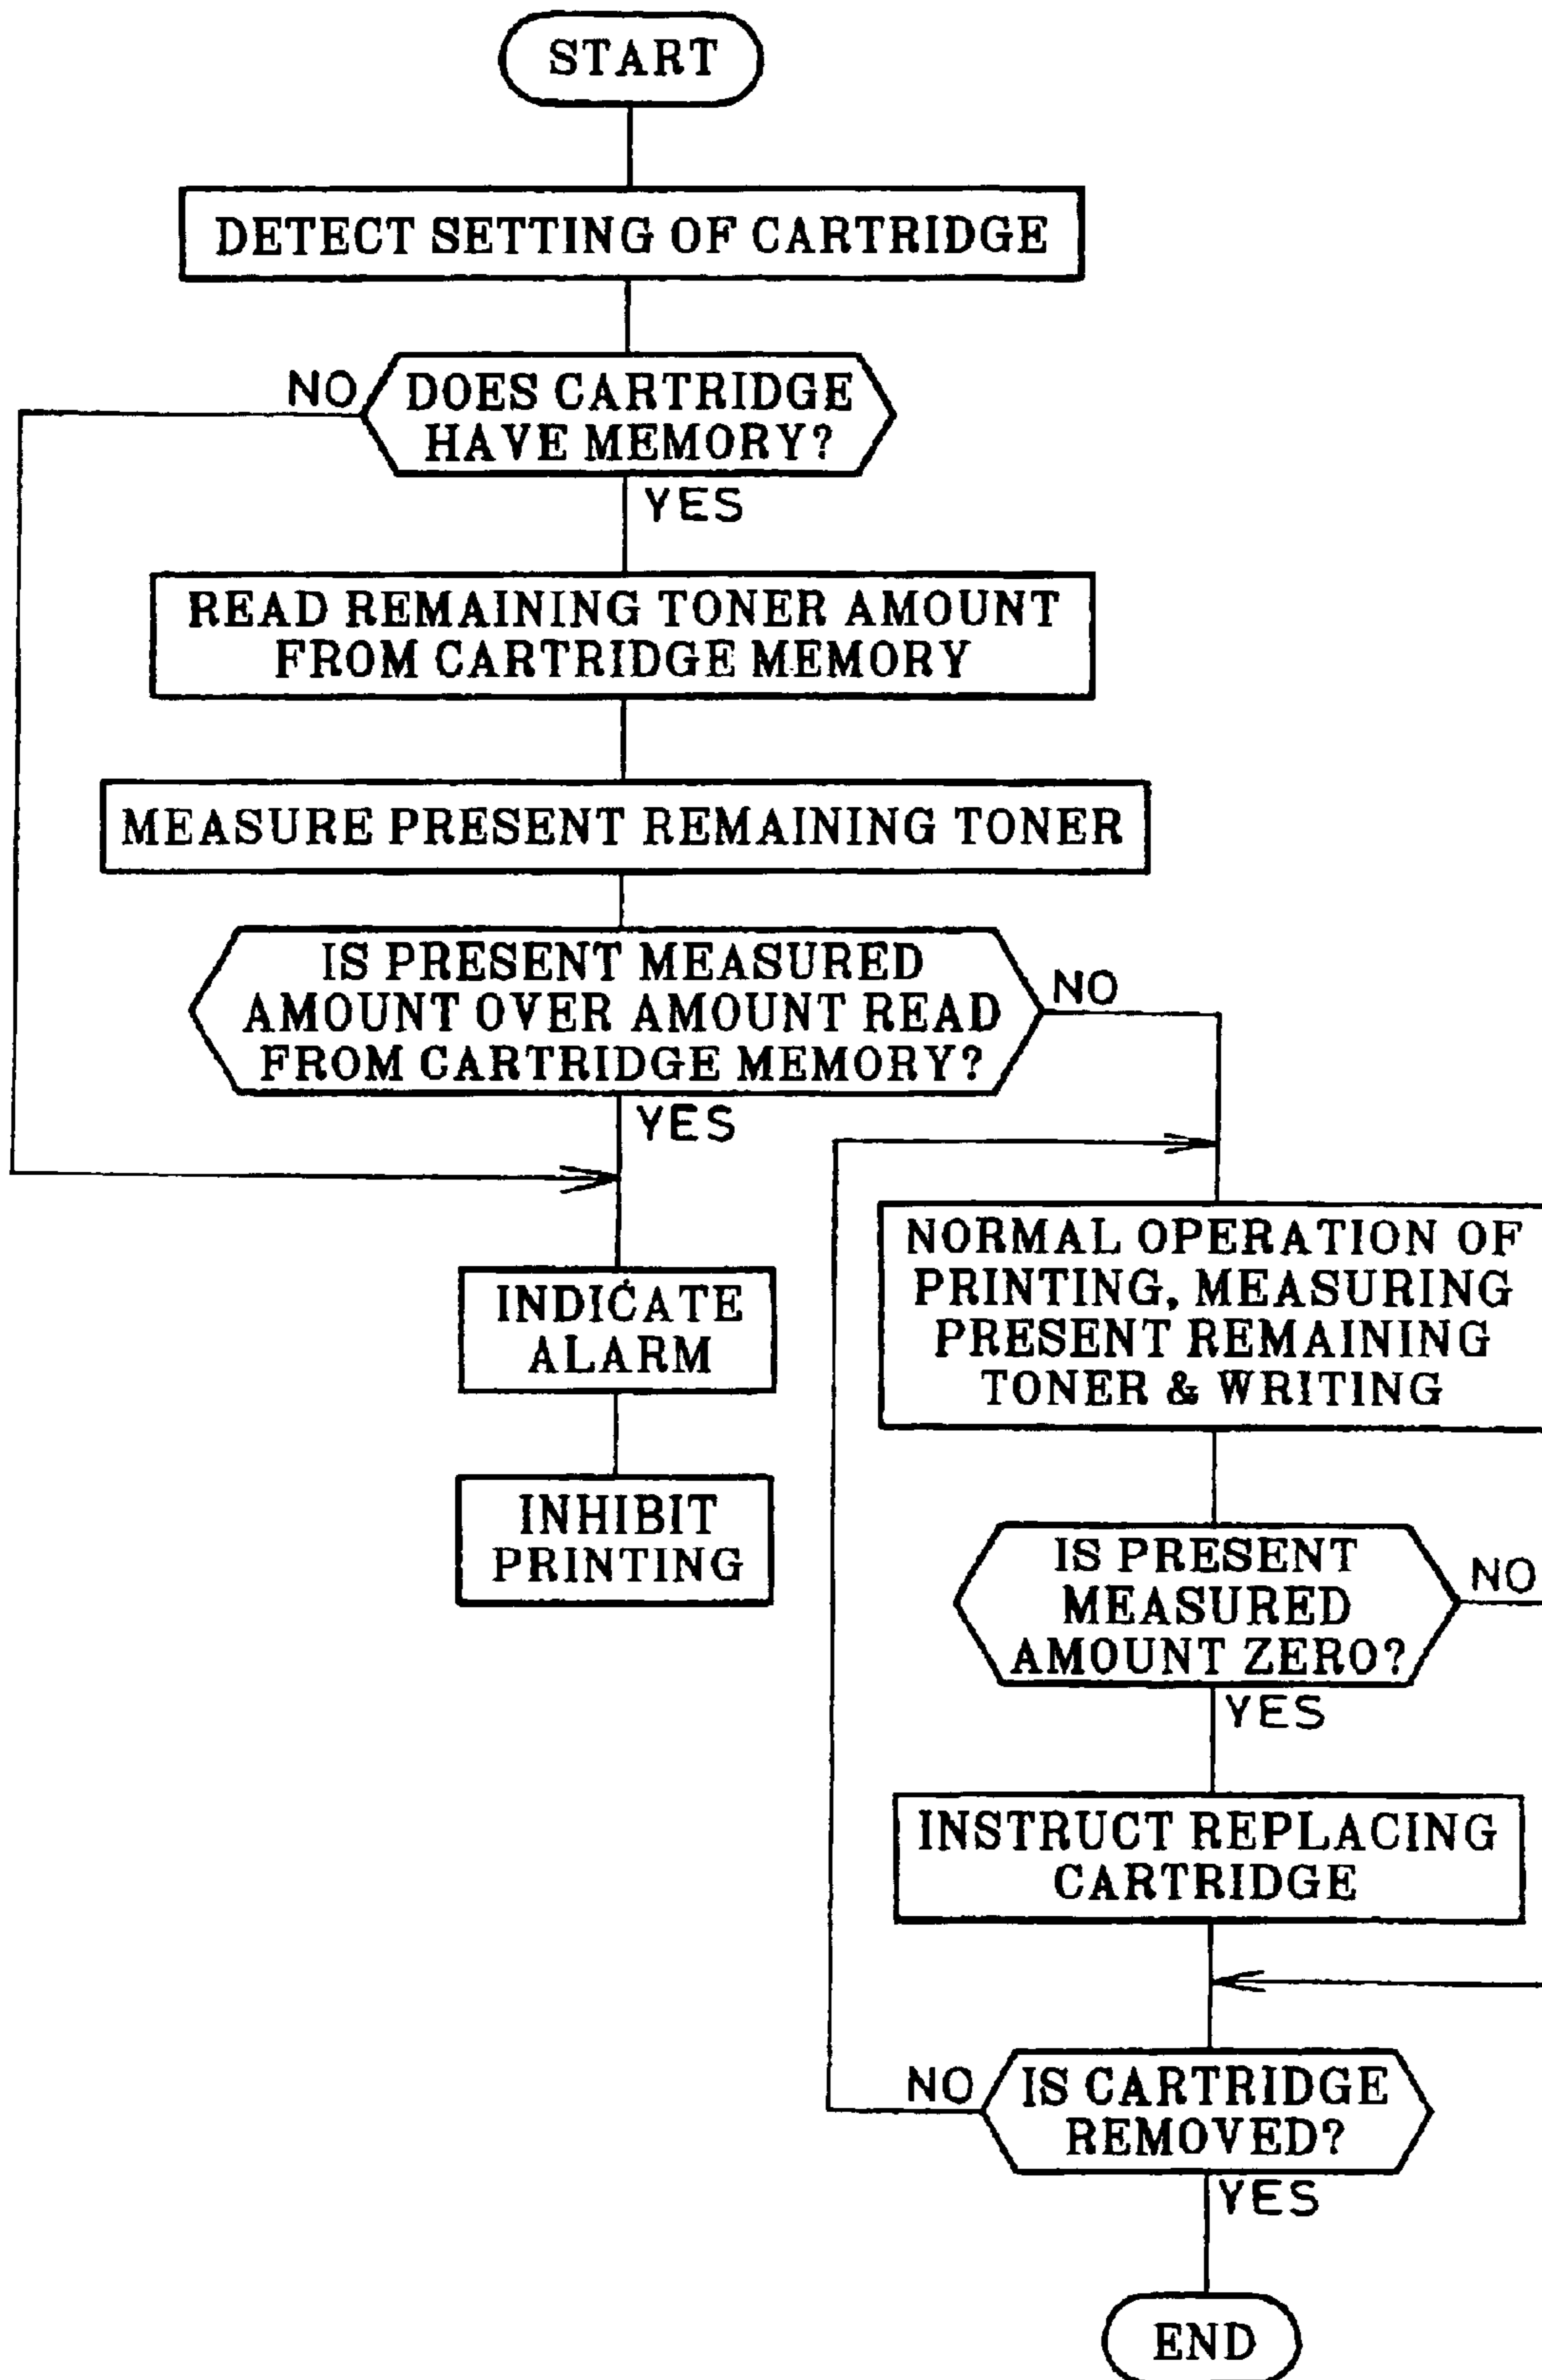 START
DETECT SETTING OF CARTRIDGE
NO
DOES CARTRIDGE
HAVE MEMORY?
YES
READ REMAINING TONER AMOUNT
FROM CARTRIDGE MEMORY
MEASURE PRESENT REMAINING TONER
IS PRESENT MEASURED
AMOUNT OVER AMOUNT READ
FROM CARTRIDGE MEMORY?
NO
YES
INDICATE
ALARM
INHIBIT
PRINTING
NORMAL OPERATION OF
PRINTING, MEASURING
PRESENT REMAINING
TONER & WRITING
IS PRESENT
MEASURED
AMOUNT ZERO?
NO
YES
INSTRUCT REPLACING
CARTRIDGE
NO
IS CARTRIDGE
REMOVED?
YES
END